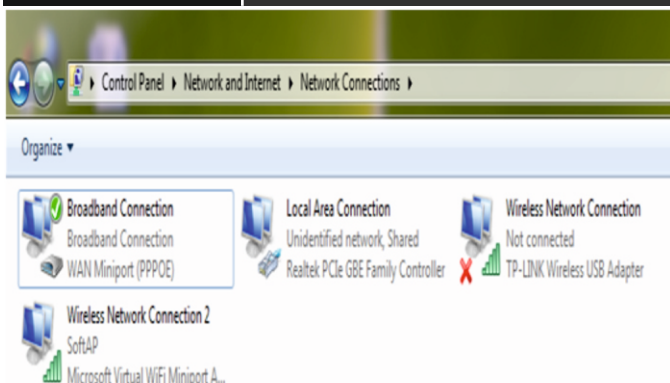 Control Panel ▸ Network and Internet ▸ Network Connections ▸
Organize ▾
Broadband Connection
Broadband Connection
WAN Miniport (PPPOE)
Local Area Connection
Unidentified network, Shared
Realtek PCIe GBE Family Controller
Wireless Network Connection
Not connected
TP-LINK Wireless USB Adapter
Wireless Network Connection 2
SoftAP
Microsoft Virtual WiFi Miniport A...